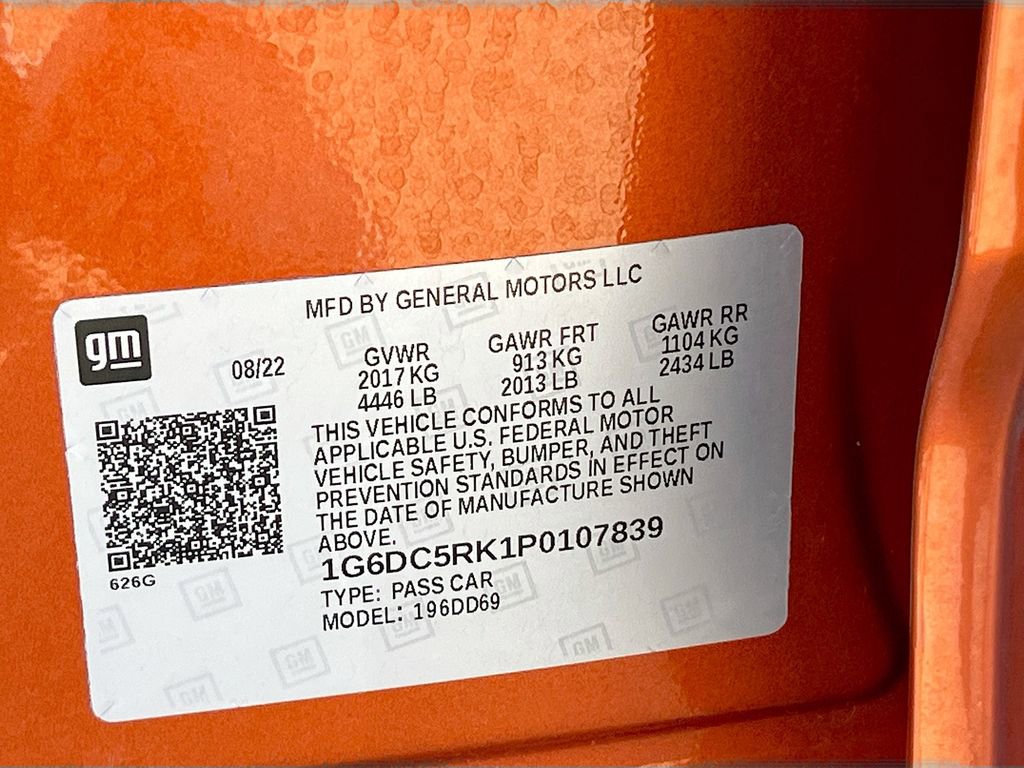 MFD BY GENERAL MOTORS LLC
gm
08/22
GVWR
2017 KG
4446 LB
GAWR FRT
913 KG
2013 LB
GAWR RR
1104 KG
2434 LB
THIS VEHICLE CONFORMS TO ALL
APPLICABLE U.S. FEDERAL MOTOR
VEHICLE SAFETY, BUMPER, AND THEFT
PREVENTION STANDARDS IN EFFECT ON
THE DATE OF MANUFACTURE SHOWN
ABOVE.
1G6DC5RK1P0107839
626G
TYPE: PASS CAR
MODEL: 196DD69